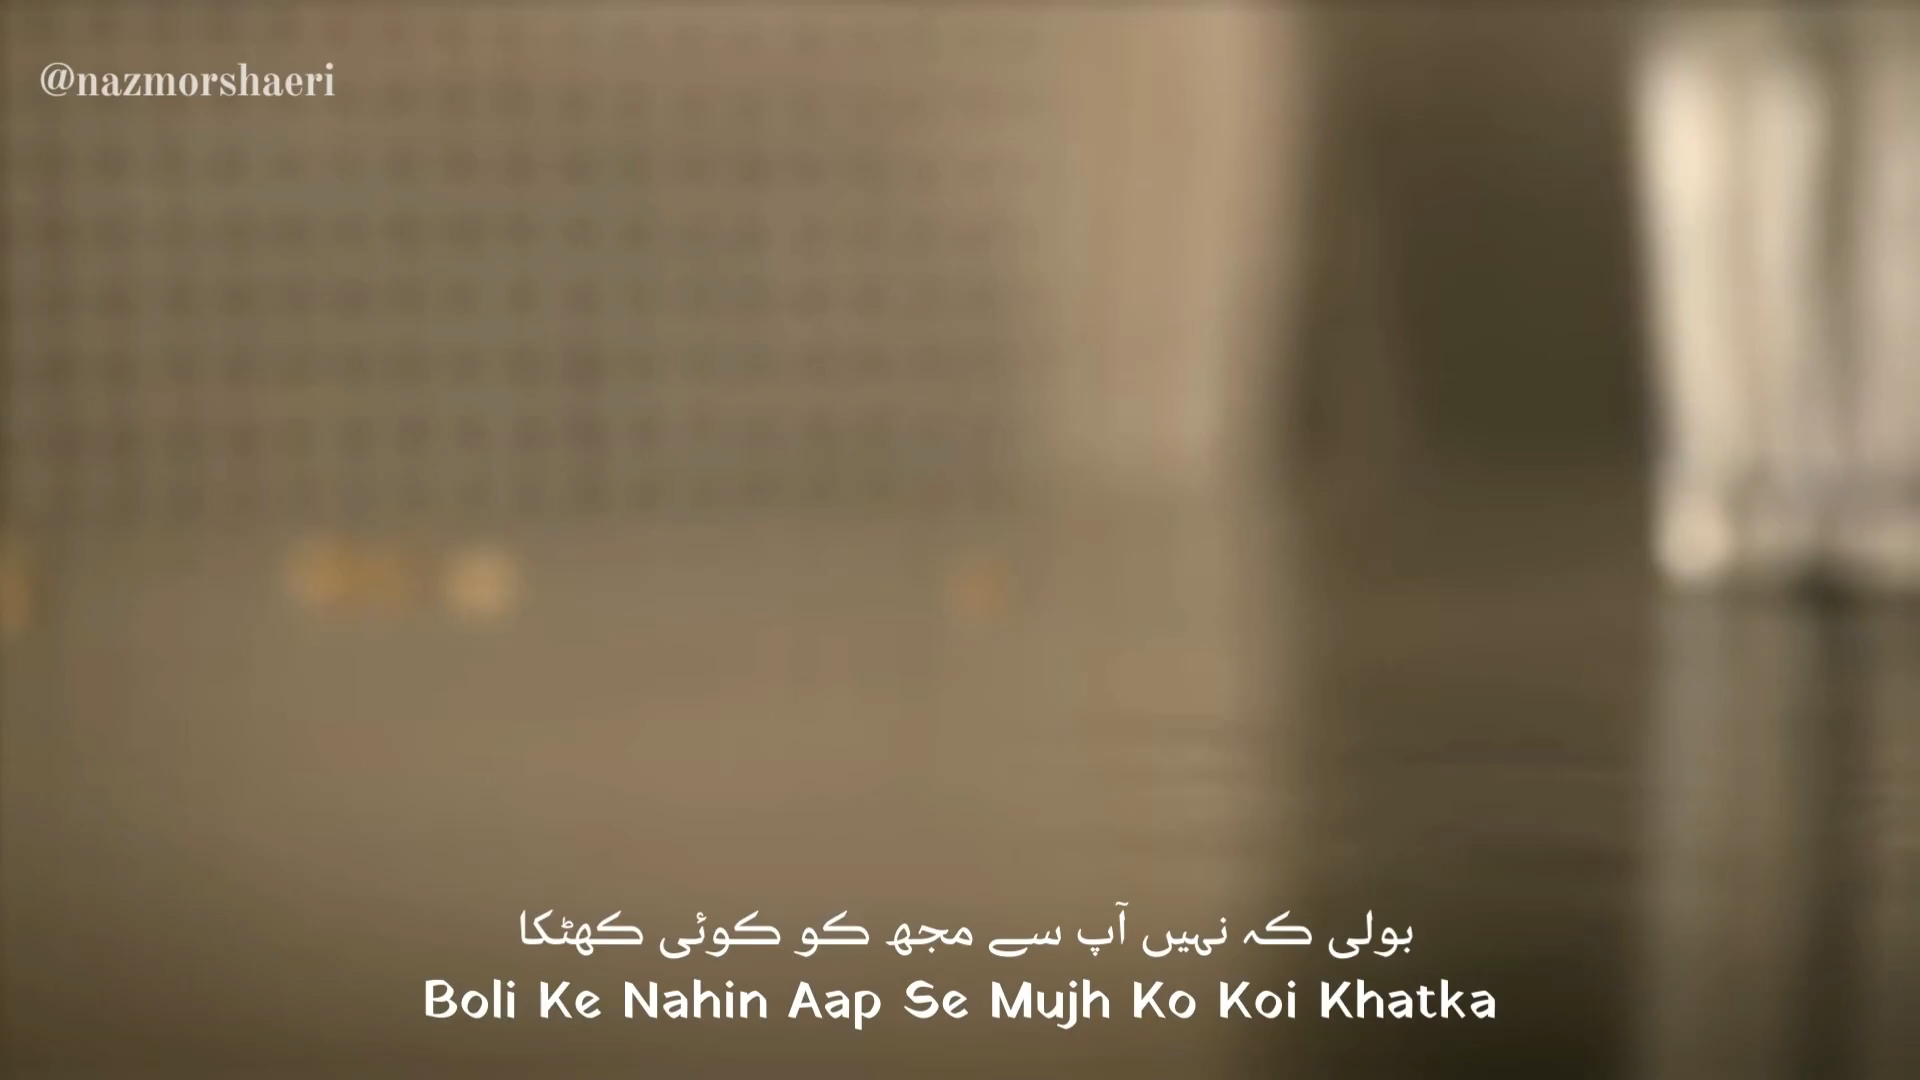 @nazmorshaeri
بولی کہ نہیں آپ سے مجھ کو کوئی کھٹکا
Boli Ke Nahin Aap Se Mujh Ko Koi Khatka